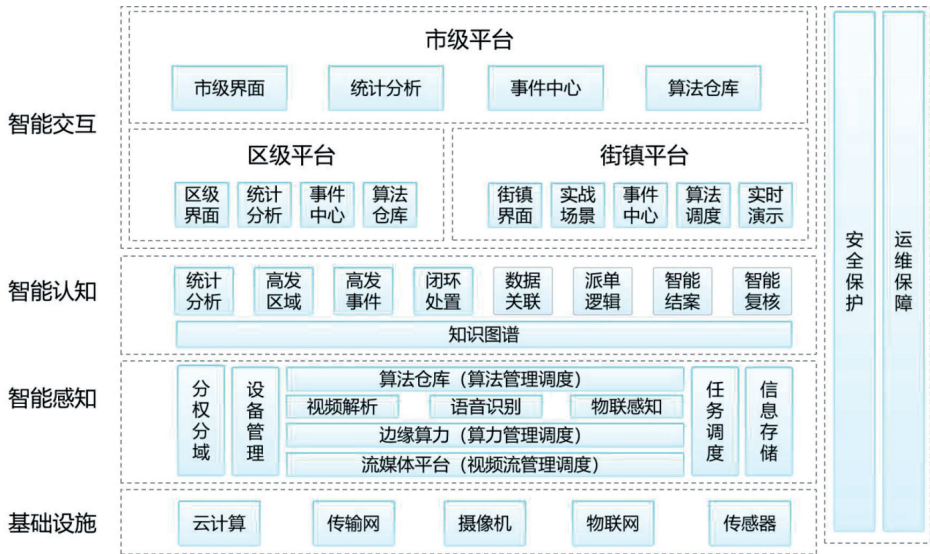 智能交互
市级平台
市级界面
统计分析
事件中心
算法仓库
区级平台
区级
界面
统计
分析
事件
中心
算法
仓库
街镇平台
街镇
界面
实战
场景
事件
中心
算法
调度
实时
演示
智能认知
统计
分析
高发
区域
高发
事件
闭环
处置
数据
关联
派单
逻辑
智能
结案
智能
复核
知识图谱
智能感知
分权分域
设备管理
算法仓库（算法管理调度）
视频解析
语音识别
物联感知
边缘算力（算力管理调度）
流媒体平台（视频流管理调度）
任务调度
信息存储
基础设施
云计算
传输网
摄像机
物联网
传感器
安全保护
运维保障